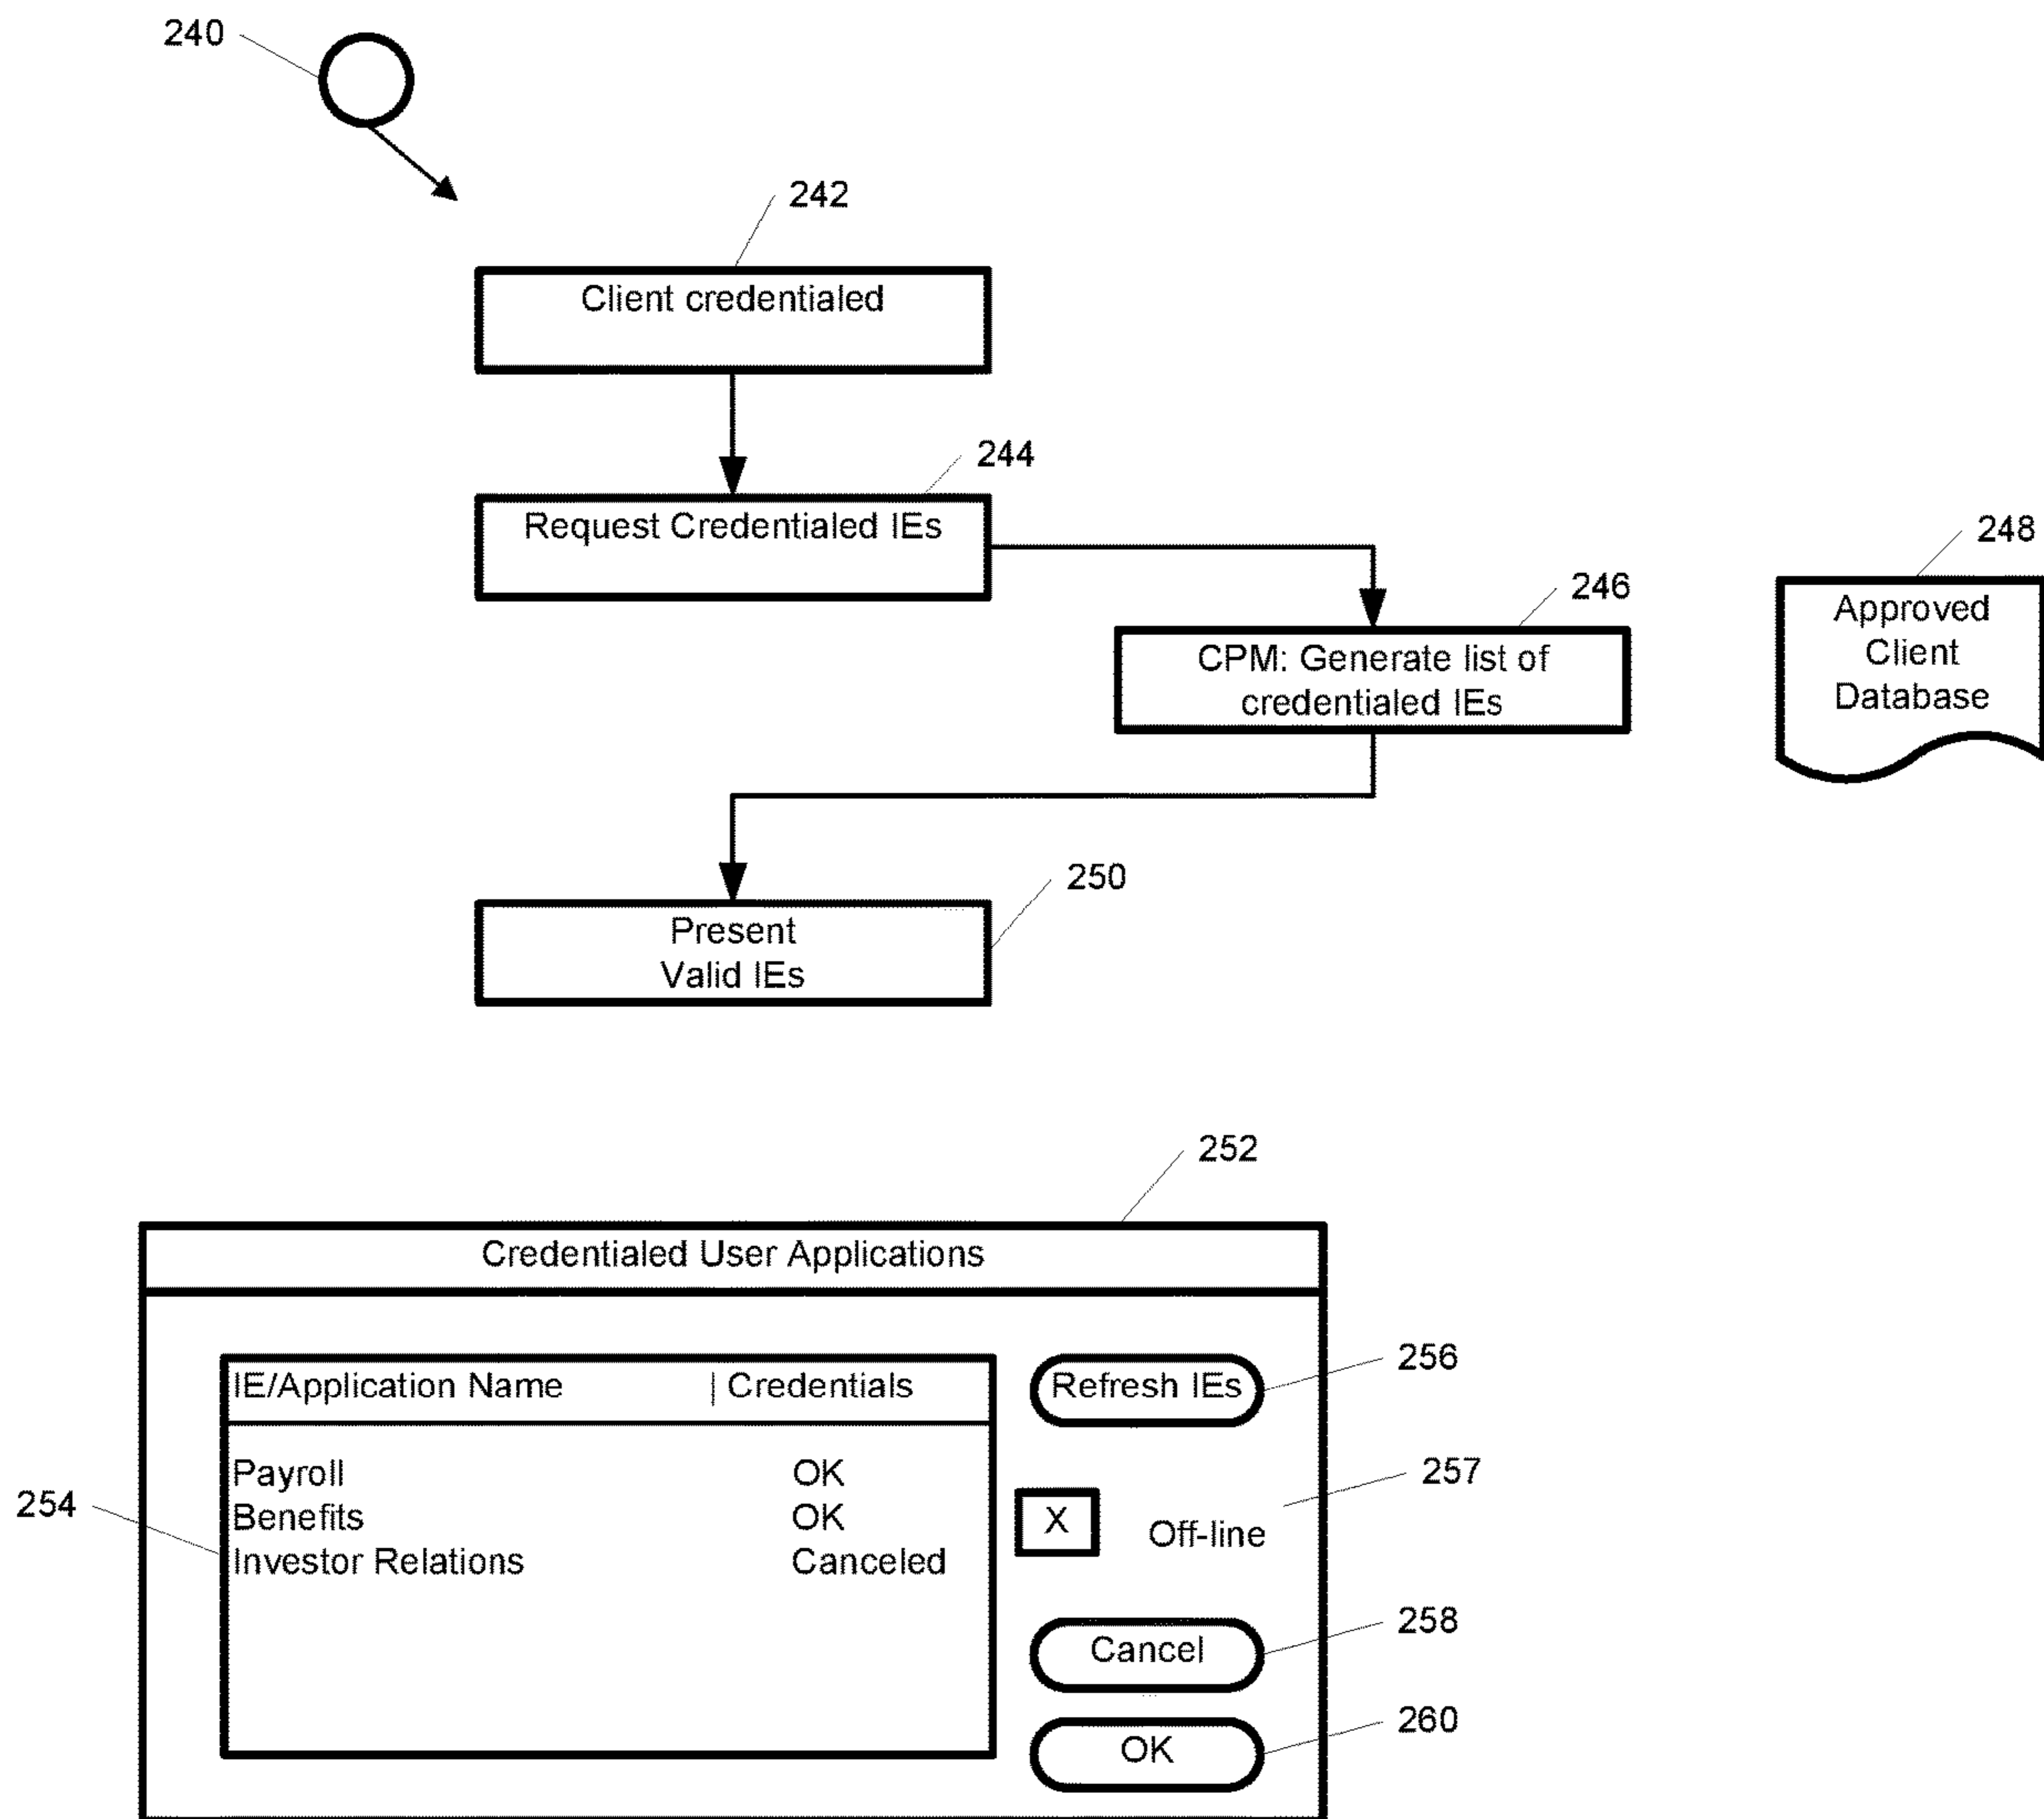 240
242
Client credentialed
244
Request Credentialed IEs
246
CPM: Generate list of
credentialed IEs
248
Approved
Client
Database
250
Present
Valid IEs
252
Credentialed User Applications
IE/Application Name | Credentials
Refresh IEs
256
Payroll OK
Benefits OK
Investor Relations Canceled
254
X Off-line
257
Cancel
258
OK
260